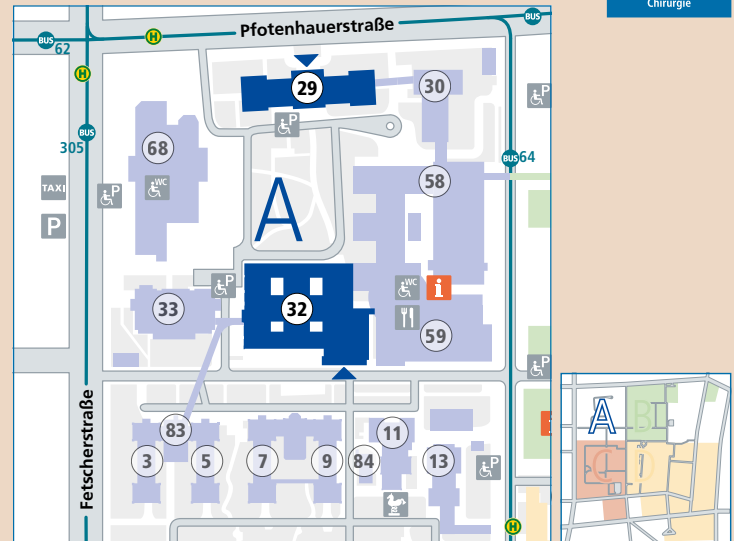 Chirurgie
Pfotenhauerstraße
BUS
62
H
BUS
H
29
30
P
P
BUS
305
68
WC
BUS
64
58
TAXI
P
P
A
P
WC
i
33
32
59
P
Fetscherstraße
83
11
3
5
7
9
84
13
P
i
H
A
B
C
D